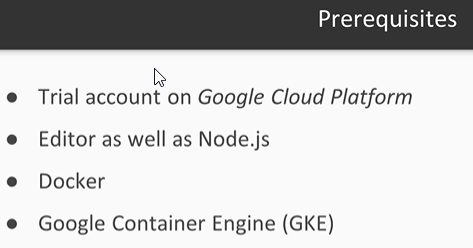 Prerequisites
● Trial account on Google Cloud Platform
● Editor as well as Node.js
● Docker
● Google Container Engine (GKE)